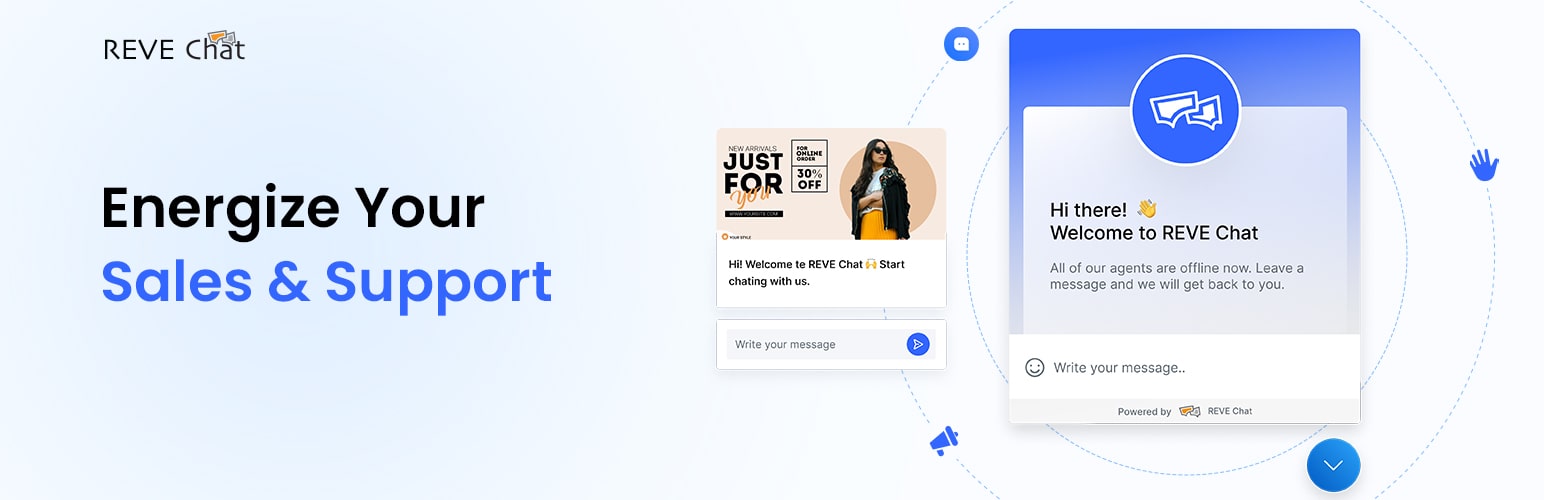 REVE Chat
Energize Your
Sales & Support
NEW ARRIVALS
JUST
FOR
you
WWW.YOURSITE.COM
FOR
ONLINE
ORDER
30%
OFF
YOUR STYLE
Hi! Welcome te REVE Chat 🙌 Start
chating with us.
Write your message
Hi there! 👋
Welcome to REVE Chat
All of our agents are offline now. Leave a
message and we will get back to you.
Write your message..
Powered by REVE Chat